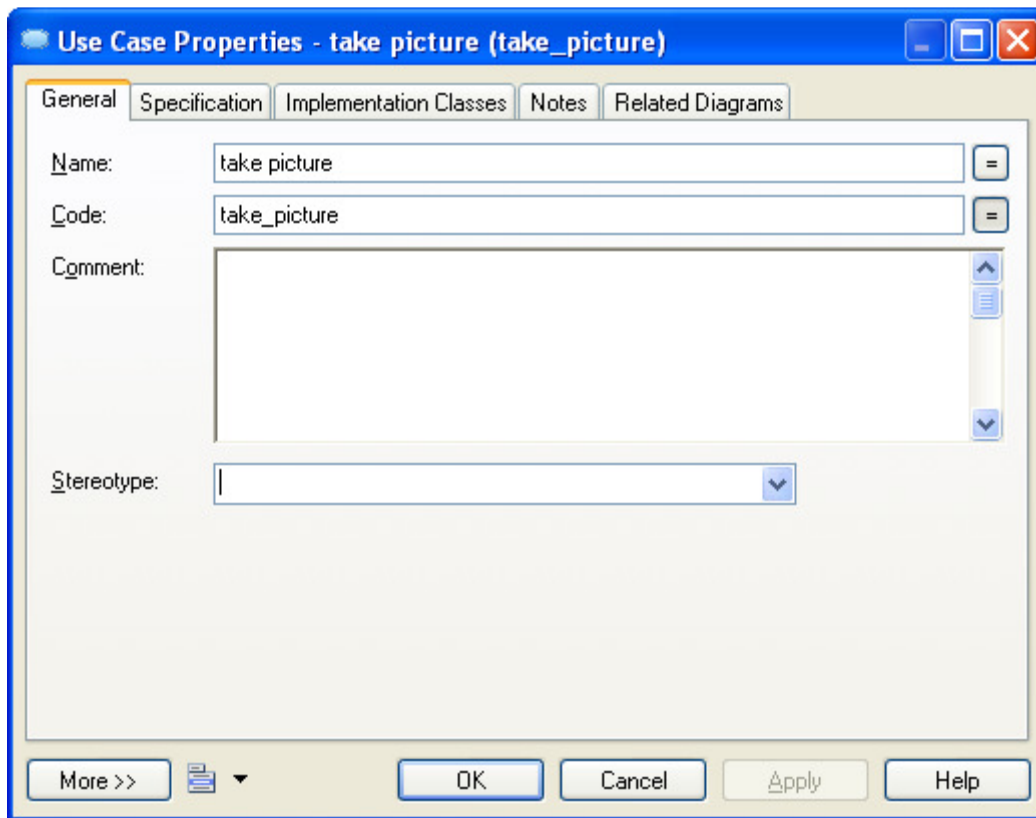 Use Case Properties - take picture (take_picture)
General Specification Implementation Classes Notes Related Diagrams
Name: take picture =
Code: take_picture =
Comment:
Stereotype:
More >> OK Cancel Apply Help